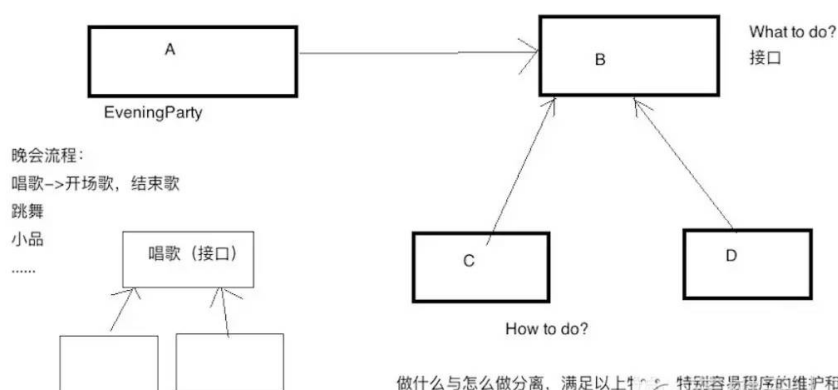 A
B
What to do?
接口
EveningParty
晚会流程：
唱歌->开场歌，结束歌
跳舞
小品
......
唱歌（接口）
C
D
How to do?
做什么与怎么做分离，满足以上特 特别容易程序的维护和